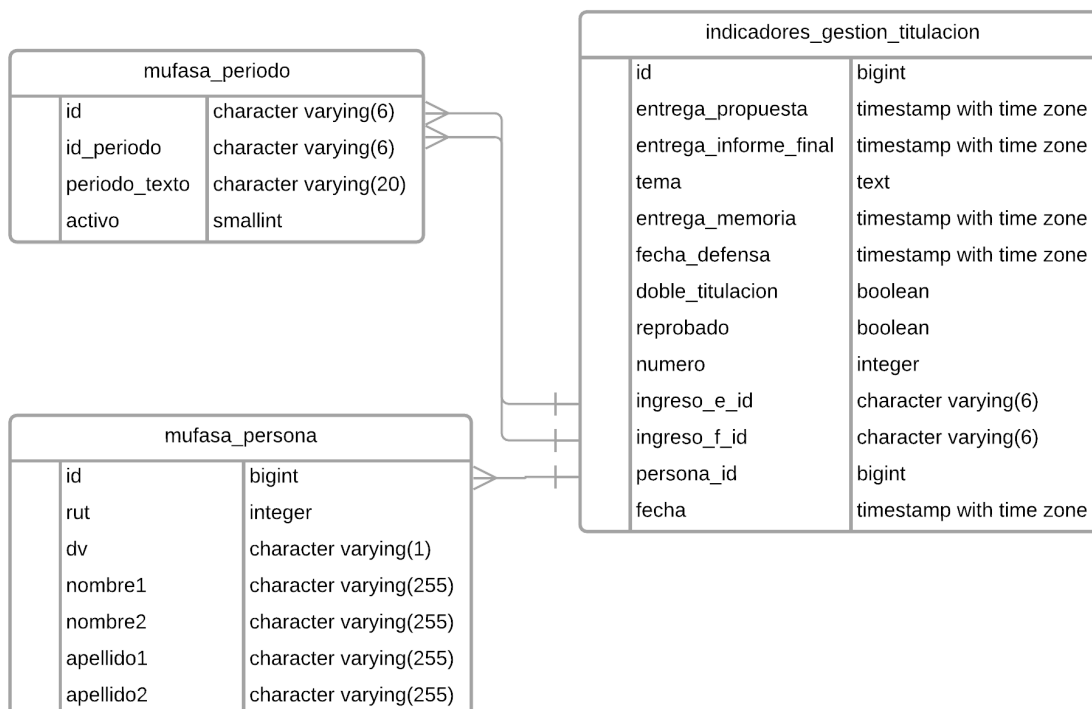 mufasa_periodo
id character varying(6)
id_periodo character varying(6)
periodo_texto character varying(20)
activo smallint
indicadores_gestion_titulacion
id bigint
entrega_propuesta timestamp with time zone
entrega_informe_final timestamp with time zone
tema text
entrega_memoria timestamp with time zone
fecha_defensa timestamp with time zone
doble_titulacion boolean
reprobado boolean
numero integer
ingreso_e_id character varying(6)
ingreso_f_id character varying(6)
persona_id bigint
fecha timestamp with time zone
mufasa_persona
id bigint
rut integer
dv character varying(1)
nombre1 character varying(255)
nombre2 character varying(255)
apellido1 character varying(255)
apellido2 character varying(255)